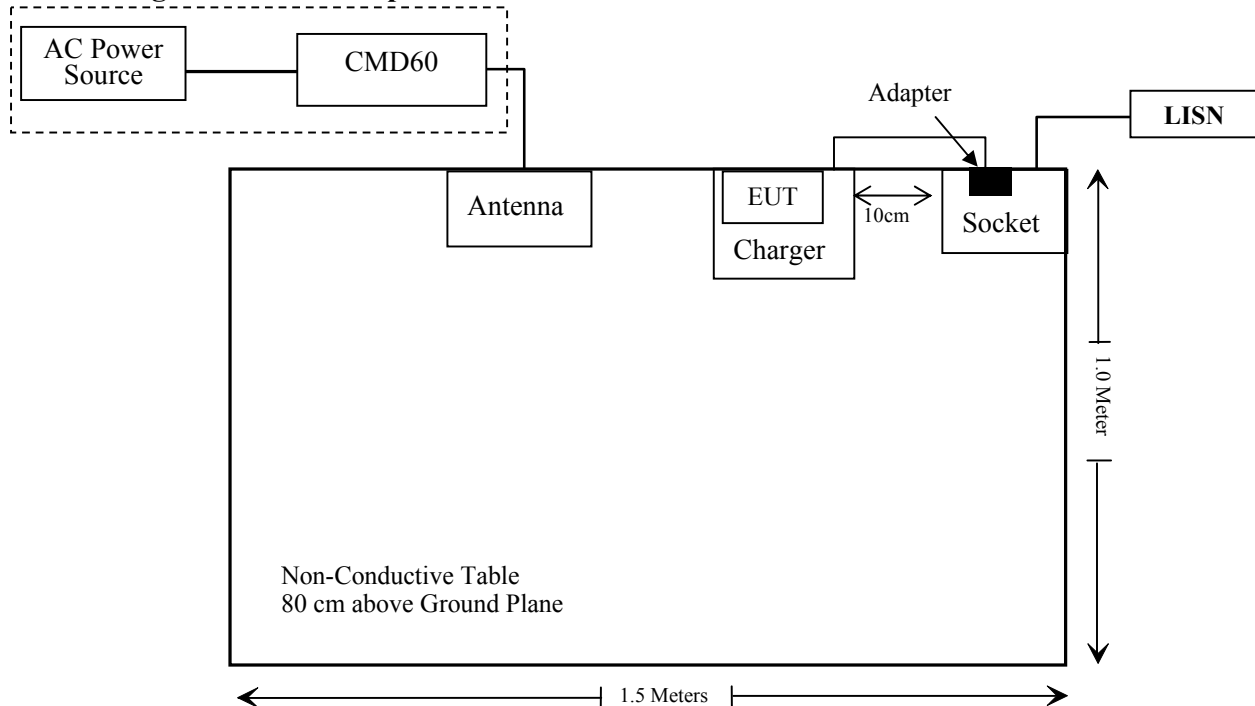 AC Power
Source
CMD60
Adapter
LISN
Antenna
EUT
10cm
Charger
Socket
1.0 Meter
Non-Conductive Table
80 cm above Ground Plane
1.5 Meters